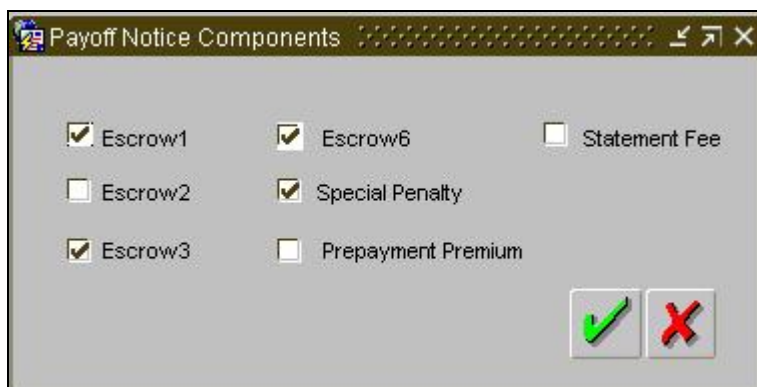 Payoff Notice Components
Escrow1 Escrow6 Statement Fee
Escrow2 Special Penalty
Escrow3 Prepayment Premium